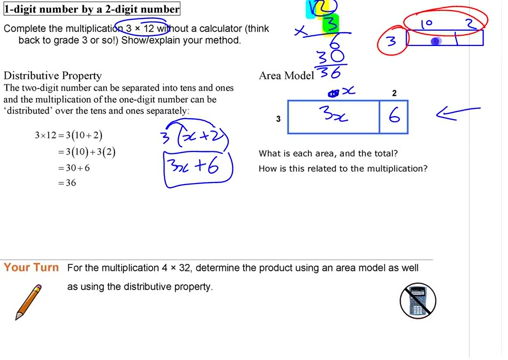 1-digit number by a 2-digit number
Complete the multiplication 3 × 12 without a calculator (think
back to grade 3 or so!) Show/explain your method.
12
× 3
6
30
36
10 2
3
Distributive Property
The two-digit number can be separated into tens and ones
and the multiplication of the one-digit number can be
'distributed' over the tens and ones separately:
3 × 12 = 3(10 + 2)
= 3(10) + 3(2)
= 30 + 6
= 36
3(x+2)
3x+6
Area Model
x 2
3 3x 6
What is each area, and the total?
How is this related to the multiplication?
Your Turn For the multiplication 4 × 32, determine the product using an area model as well
as using the distributive property.